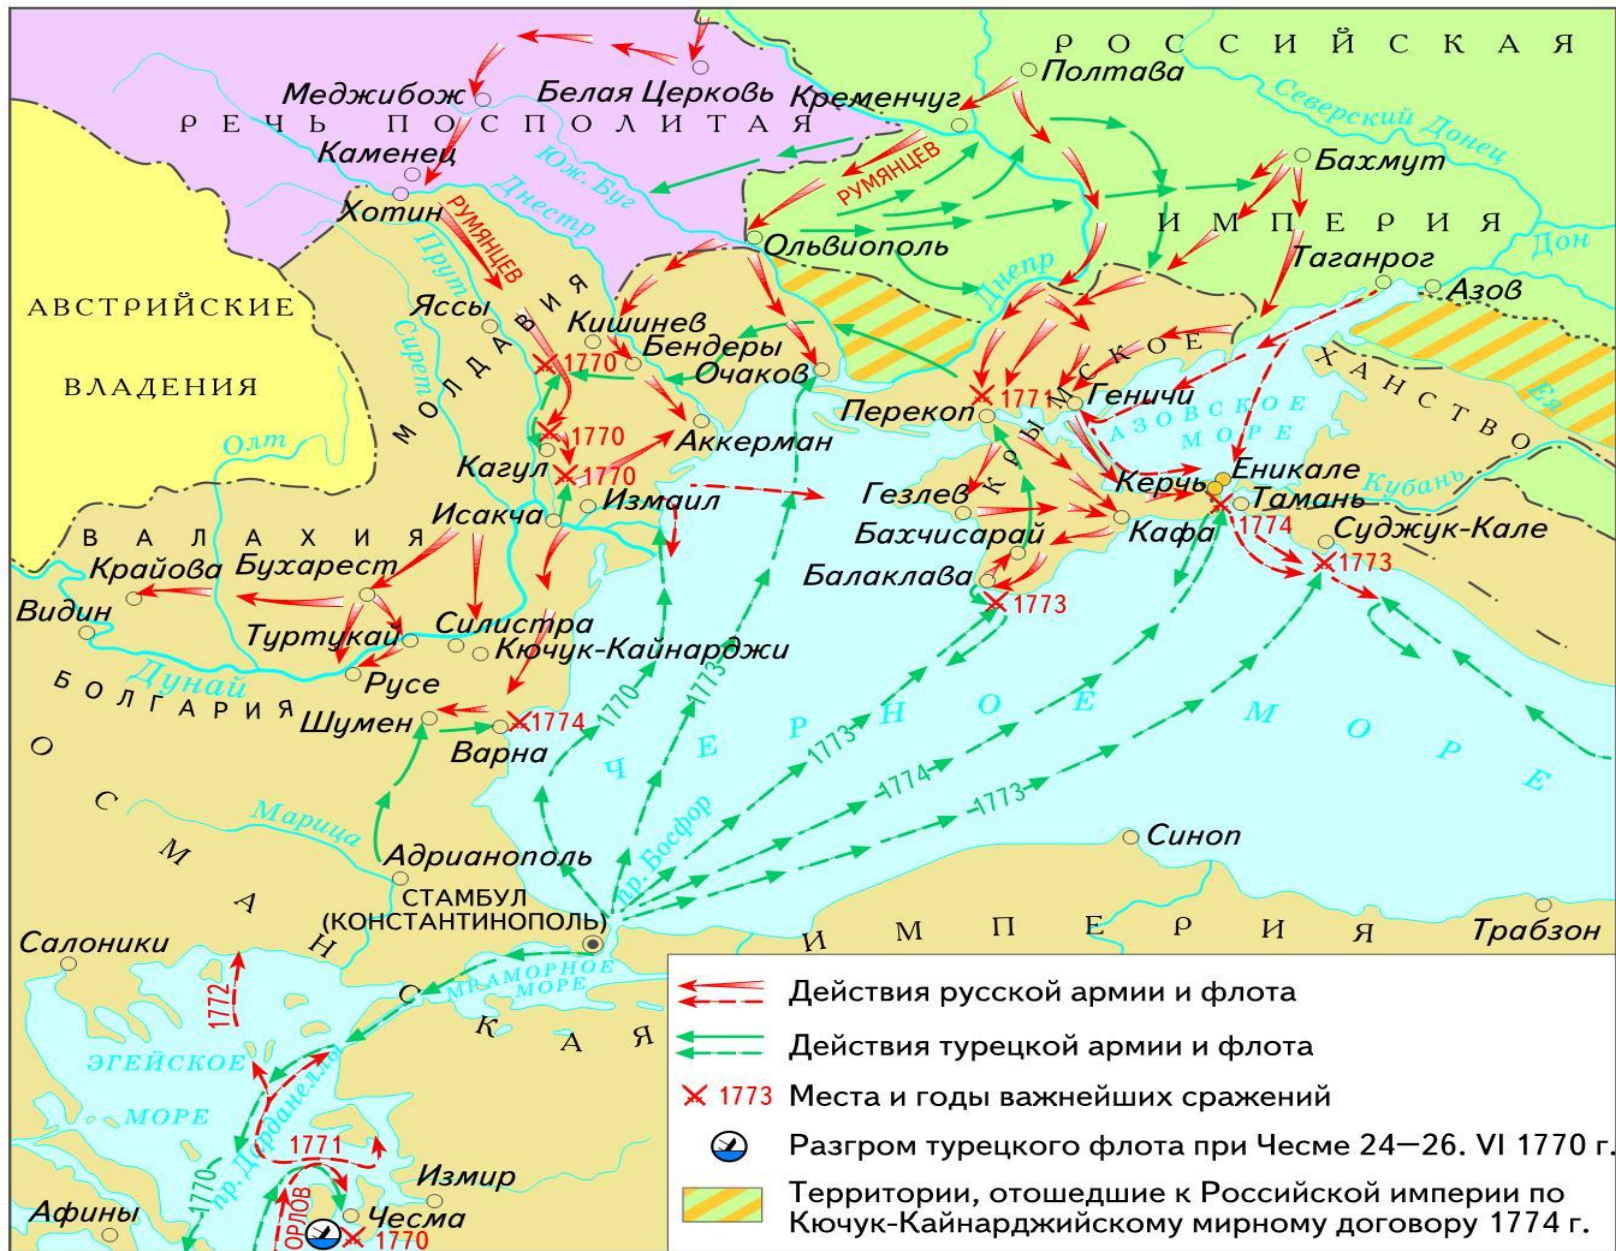 РОССИЙСКАЯ
ИМПЕРИЯ
РЕЧЬ ПОСПОЛИТАЯ
АВСТРИЙСКИЕ
ВЛАДЕНИЯ
МОЛДАВИЯ
ВАЛАХИЯ
БОЛГАРИЯ
КРЫМСКОЕ
ХАНСТВО
ОСМАНСКАЯ
ИМПЕРИЯ
Полтава
Кременчуг
Белая Церковь
Меджибож
Каменец
Хотин
Бахмут
Ольвиополь
Таганрог
Азов
Яссы
Кишинев
Бендеры
Очаков
Аккерман
Перекоп
Геничи
Кагул
Измаил
Исакча
Гезлев
Бахчисарай
Балаклава
Кафа
Керчь
Еникале
Тамань
Суджук-Кале
Крайова
Бухарест
Видин
Туртукай
Силистра
Кючук-Кайнарджи
Русе
Шумен
Варна
Адрианополь
СТАМБУЛ
(КОНСТАНТИНОПОЛЬ)
Салоники
Синоп
Трабзон
Измир
Чесма
Афины
РУМЯНЦЕВ
РУМЯНЦЕВ
ОРЛОВ
Северский Донец
Дон
Днепр
Юж. Буг
Днестр
Прут
Сирет
Олт
Дунай
Марица
Ея
Кубань
АЗОВСКОЕ
МОРЕ
ЧЕРНОЕ МОРЕ
пр. Босфор
МРАМОРНОЕ
МОРЕ
ЭГЕЙСКОЕ
МОРЕ
пр. Дарданеллы
1770
1770
1770
1771
1774
1773
1773
1774
1770
1773
1773
1774
1773
1772
1771
1770
1770
Действия русской армии и флота
Действия турецкой армии и флота
1773 Места и годы важнейших сражений
Разгром турецкого флота при Чесме 24—26. VI 1770 г.
Территории, отошедшие к Российской империи по
Кючук-Кайнарджийскому мирному договору 1774 г.